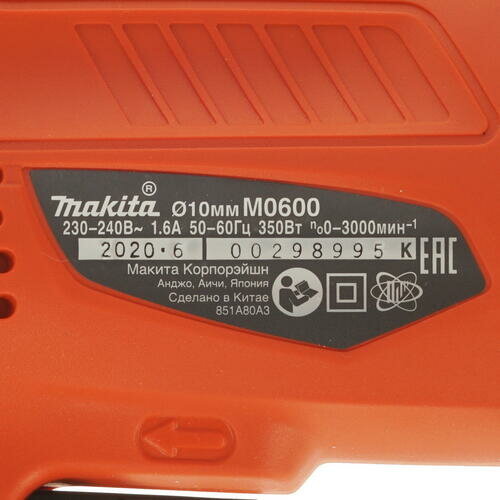 makita® Ø10мм M0600
230-240В~ 1.6А 50-60Гц 350Вт n₀0-3000мин⁻¹
2020·6 00298995 K EAC
Макита Корпорэйшн
Анджо, Аичи, Япония
Сделано в Китае
851A80A3